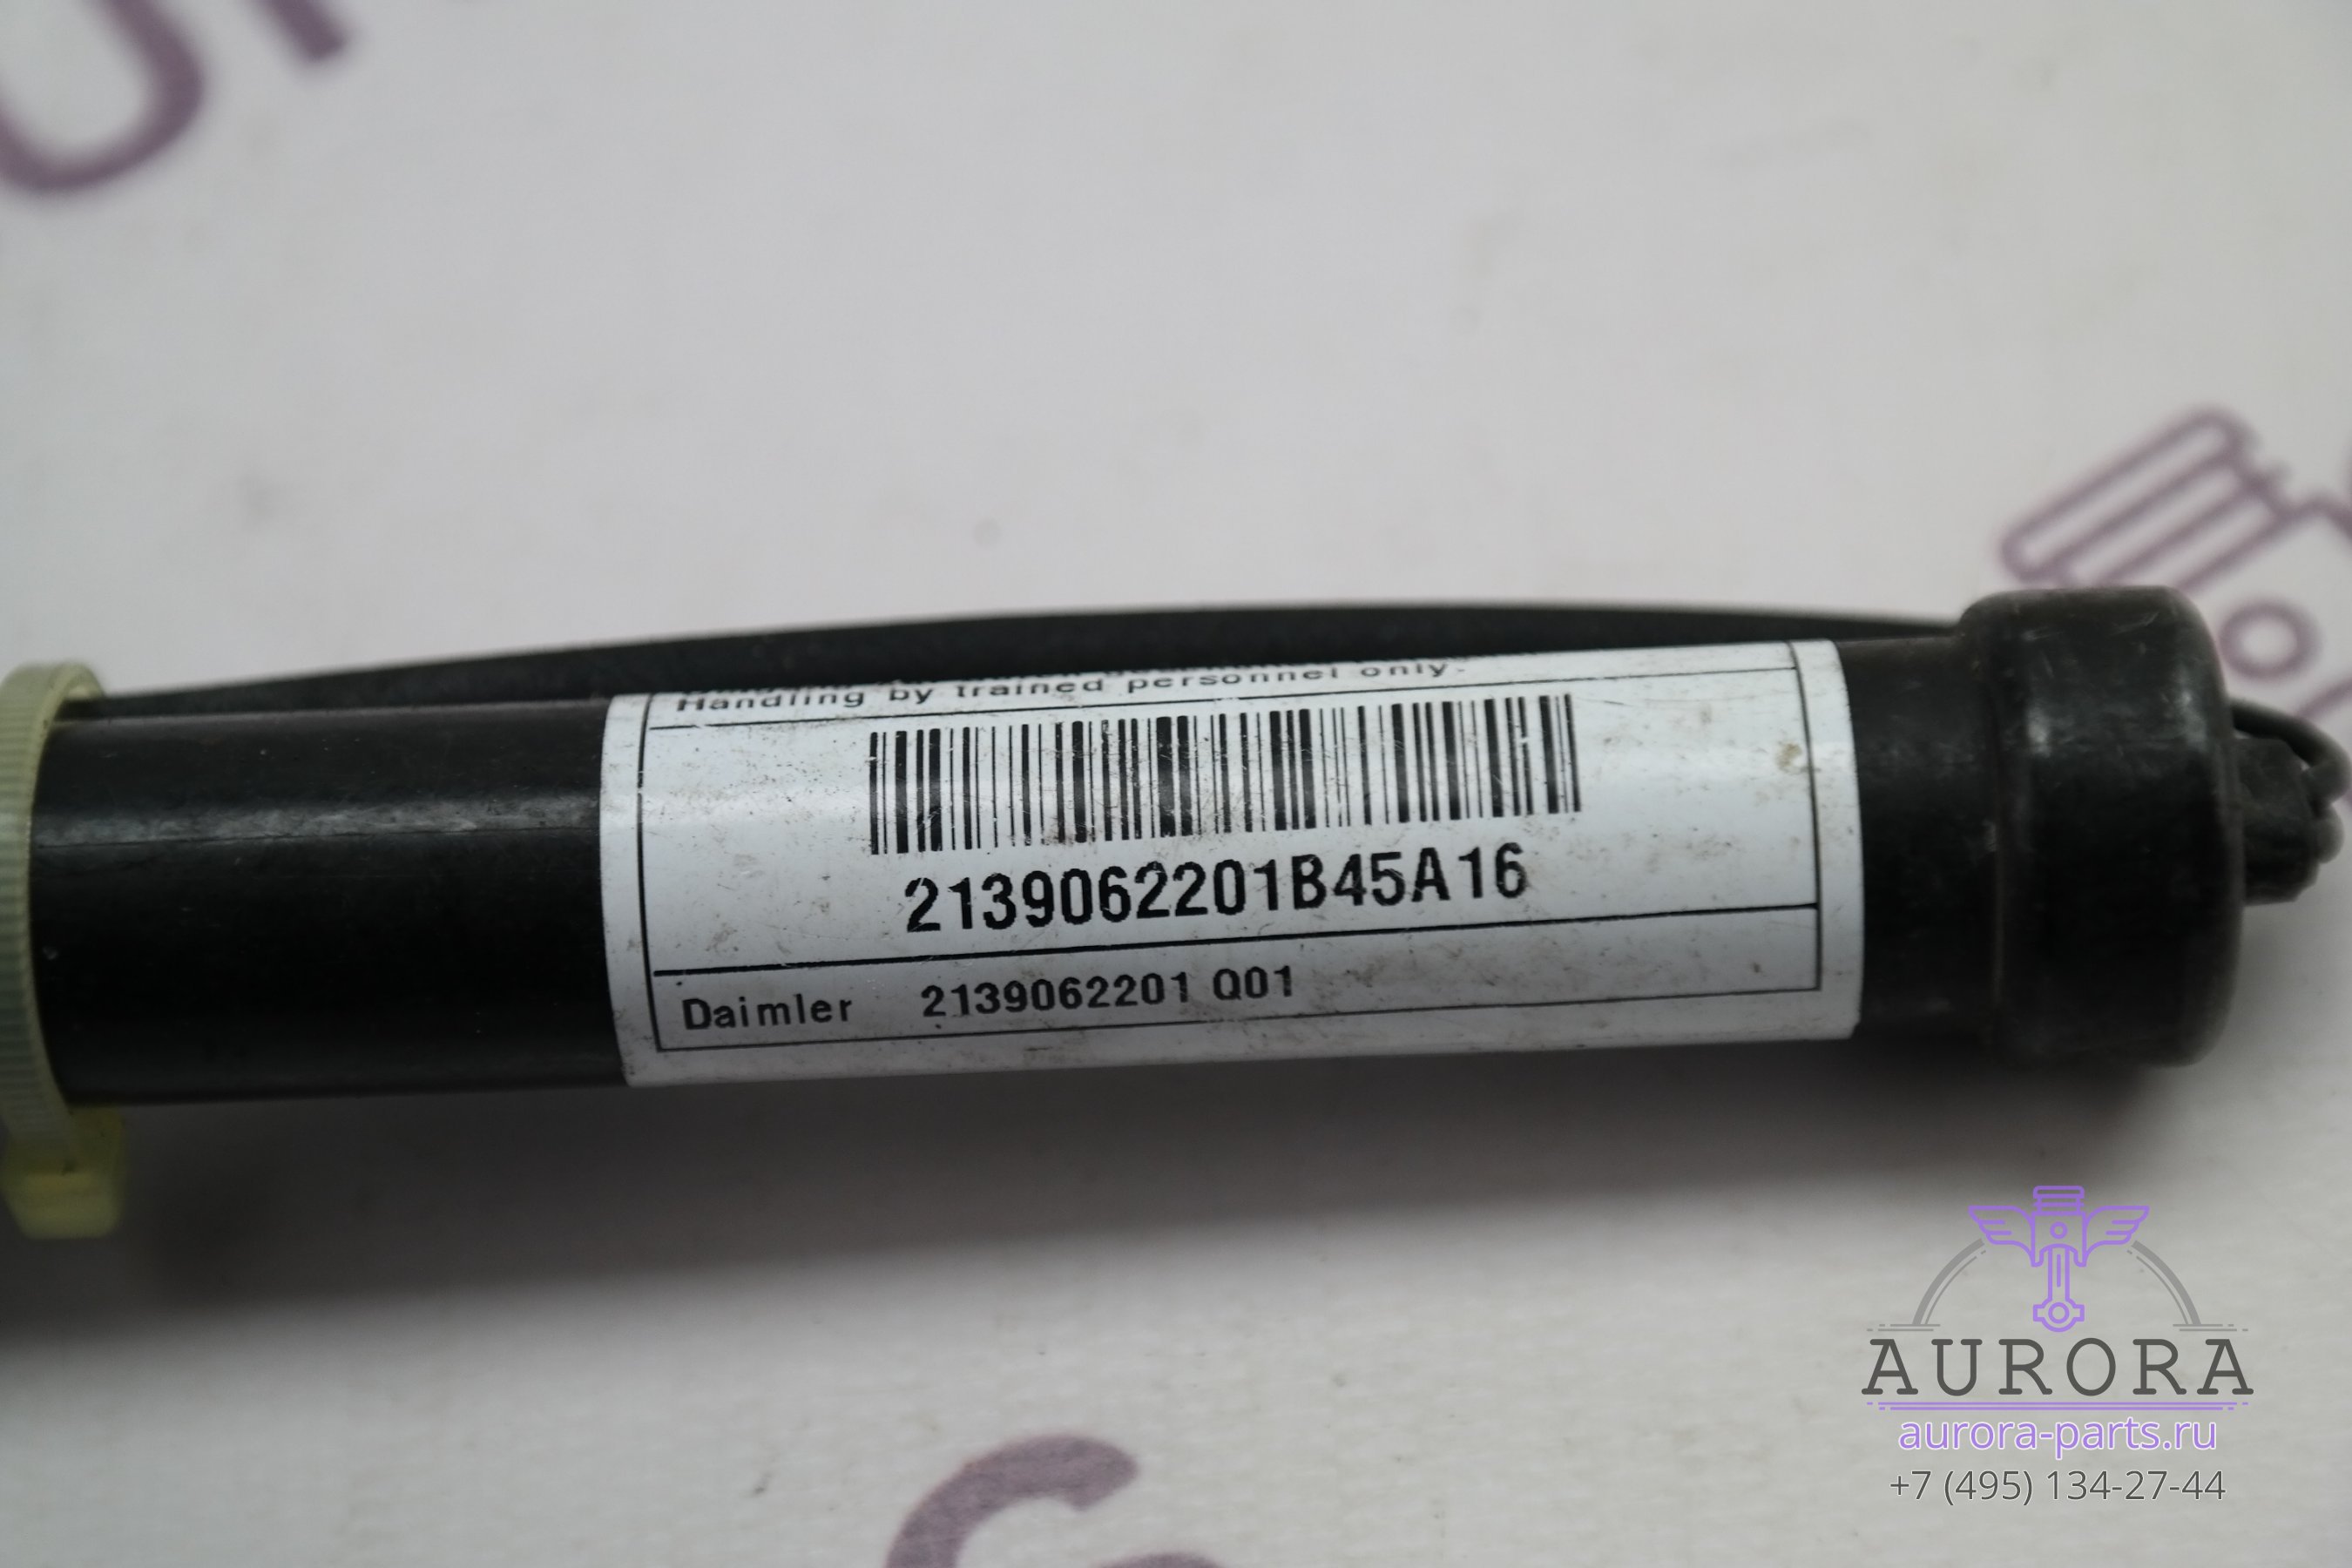 Handling by trained personnel only.
2139062201B45A16
Daimler 2139062201 Q01
AURORA
aurora-parts.ru
+7 (495) 134-27-44